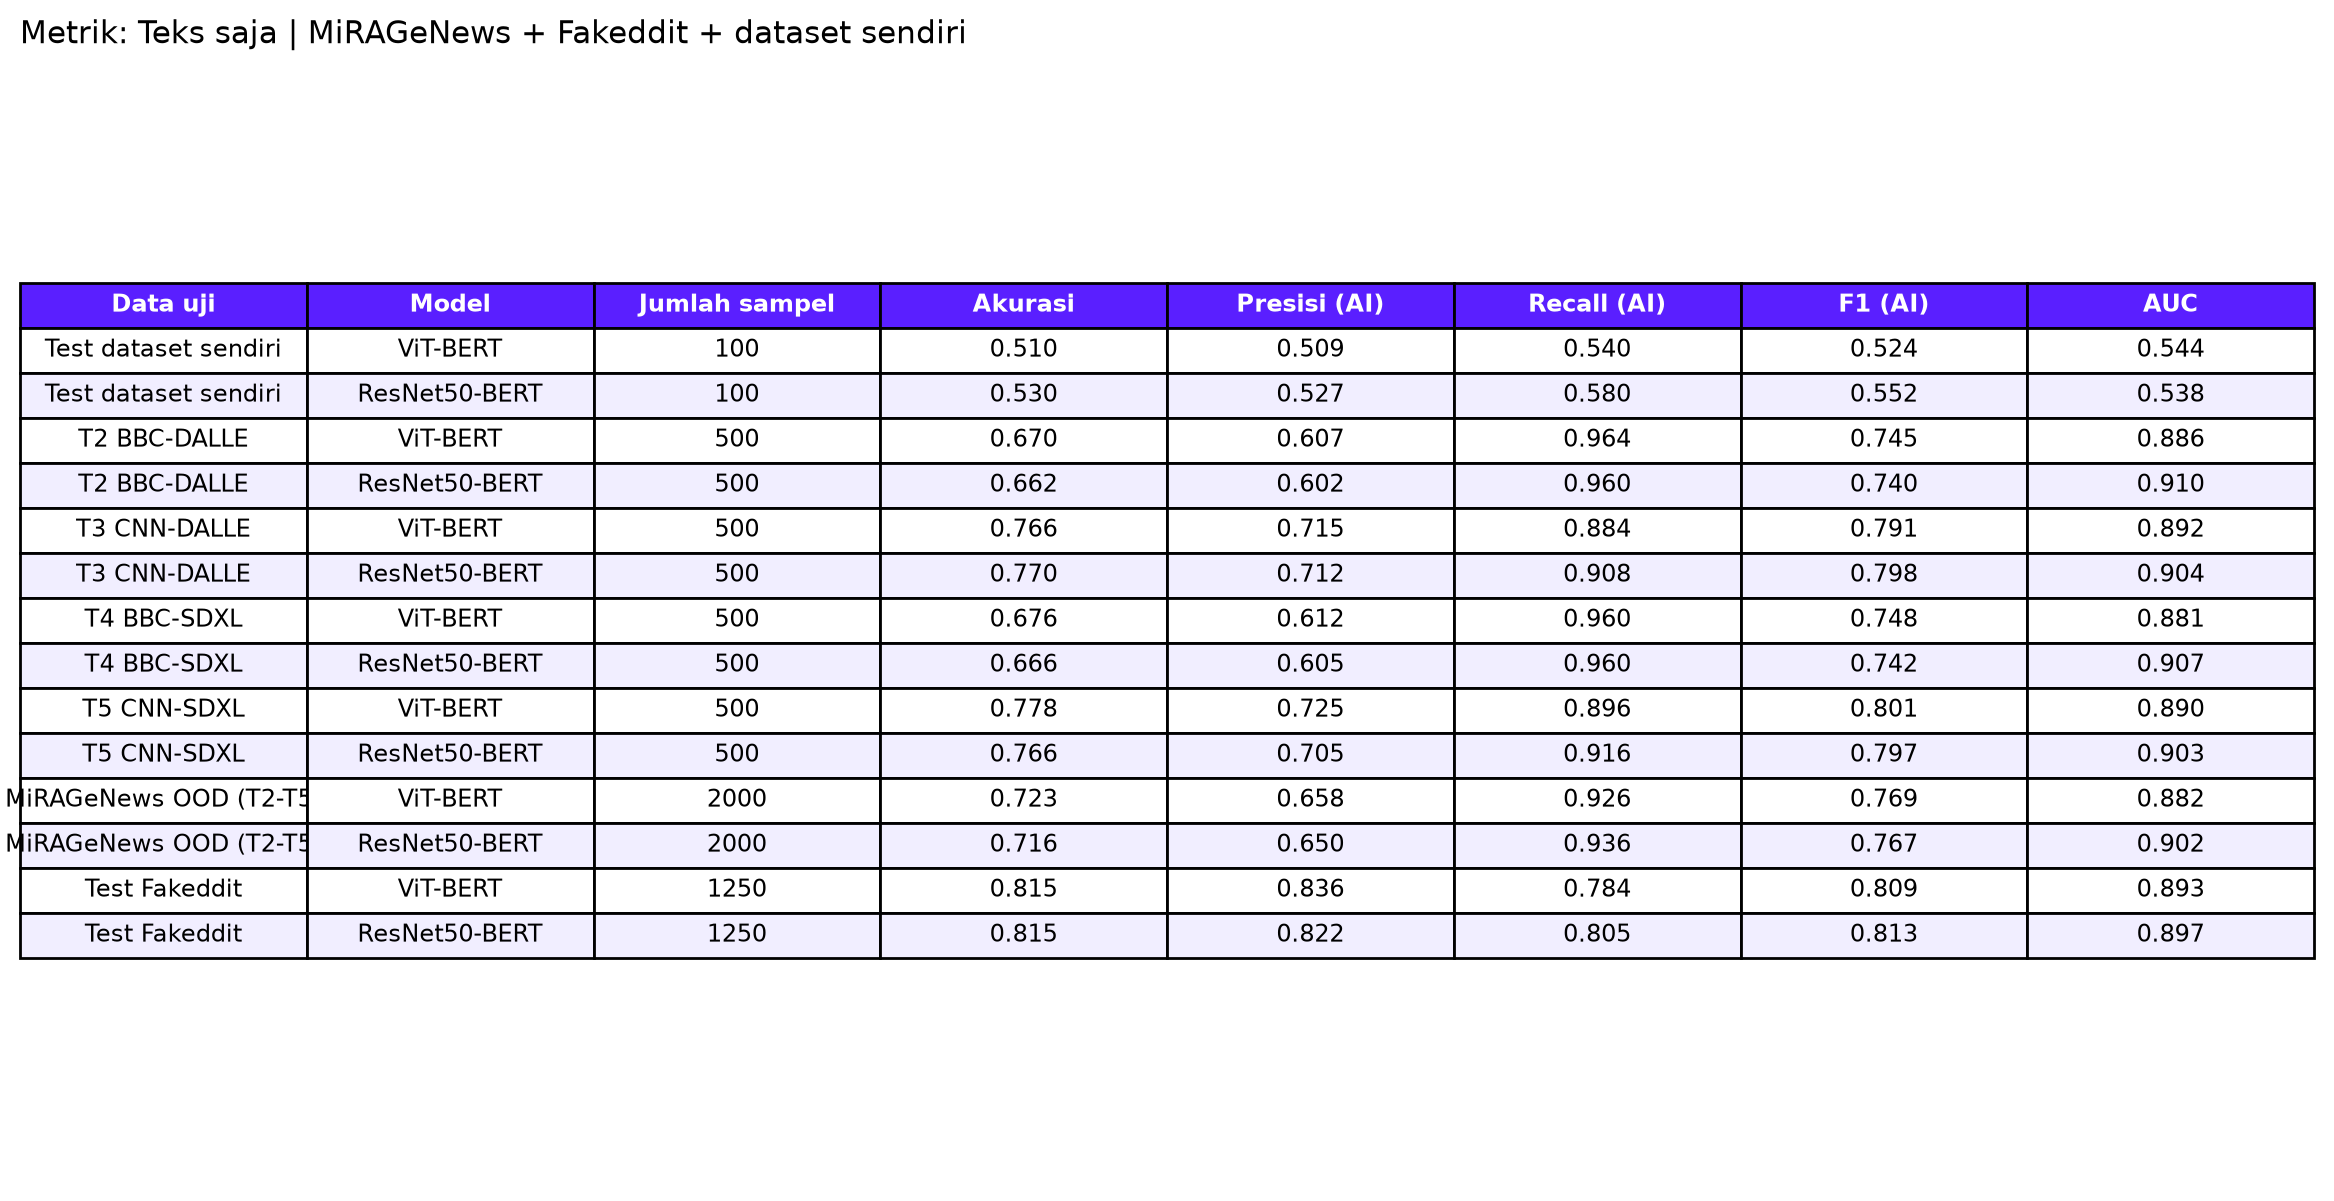 Metrik: Teks saja | MiRAGeNews + Fakeddit + dataset sendiri
Data uji Model Jumlah sampel Akurasi Presisi (AI) Recall (AI) F1 (AI) AUC
Test dataset sendiri ViT-BERT 100 0.510 0.509 0.540 0.524 0.544
Test dataset sendiri ResNet50-BERT 100 0.530 0.527 0.580 0.552 0.538
T2 BBC-DALLE ViT-BERT 500 0.670 0.607 0.964 0.745 0.886
T2 BBC-DALLE ResNet50-BERT 500 0.662 0.602 0.960 0.740 0.910
T3 CNN-DALLE ViT-BERT 500 0.766 0.715 0.884 0.791 0.892
T3 CNN-DALLE ResNet50-BERT 500 0.770 0.712 0.908 0.798 0.904
T4 BBC-SDXL ViT-BERT 500 0.676 0.612 0.960 0.748 0.881
T4 BBC-SDXL ResNet50-BERT 500 0.666 0.605 0.960 0.742 0.907
T5 CNN-SDXL ViT-BERT 500 0.778 0.725 0.896 0.801 0.890
T5 CNN-SDXL ResNet50-BERT 500 0.766 0.705 0.916 0.797 0.903
MiRAGeNews OOD (T2-T5 ViT-BERT 2000 0.723 0.658 0.926 0.769 0.882
MiRAGeNews OOD (T2-T5 ResNet50-BERT 2000 0.716 0.650 0.936 0.767 0.902
Test Fakeddit ViT-BERT 1250 0.815 0.836 0.784 0.809 0.893
Test Fakeddit ResNet50-BERT 1250 0.815 0.822 0.805 0.813 0.897